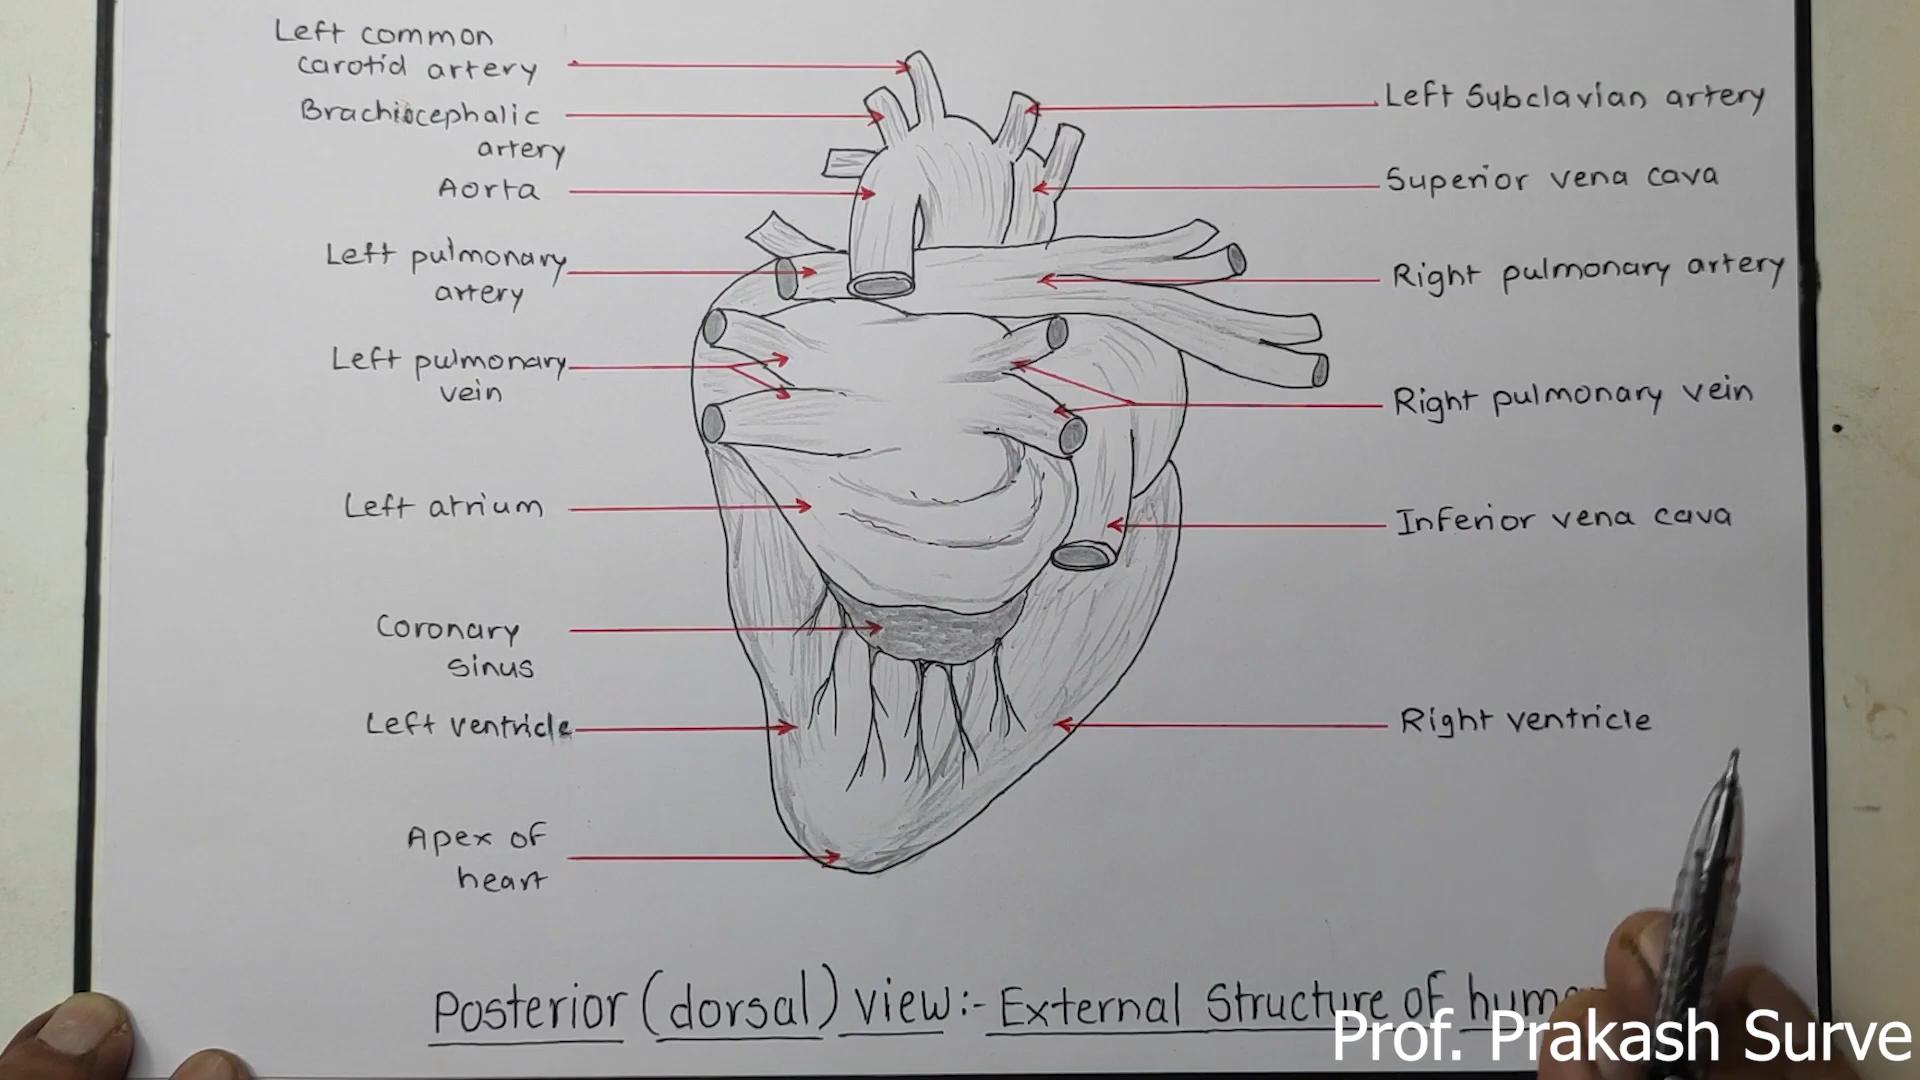 Left common
carotid artery
Brachiocephalic
artery
Aorta
Left pulmonary
artery
Left pulmonary
vein
Left atrium
Coronary
sinus
Left ventricle
Apex of
heart
Left Subclavian artery
Superior vena cava
Right pulmonary artery
Right pulmonary vein
Inferior vena cava
Right ventricle
Posterior (dorsal) view:- External Structure of
Prof. Prakash Surve